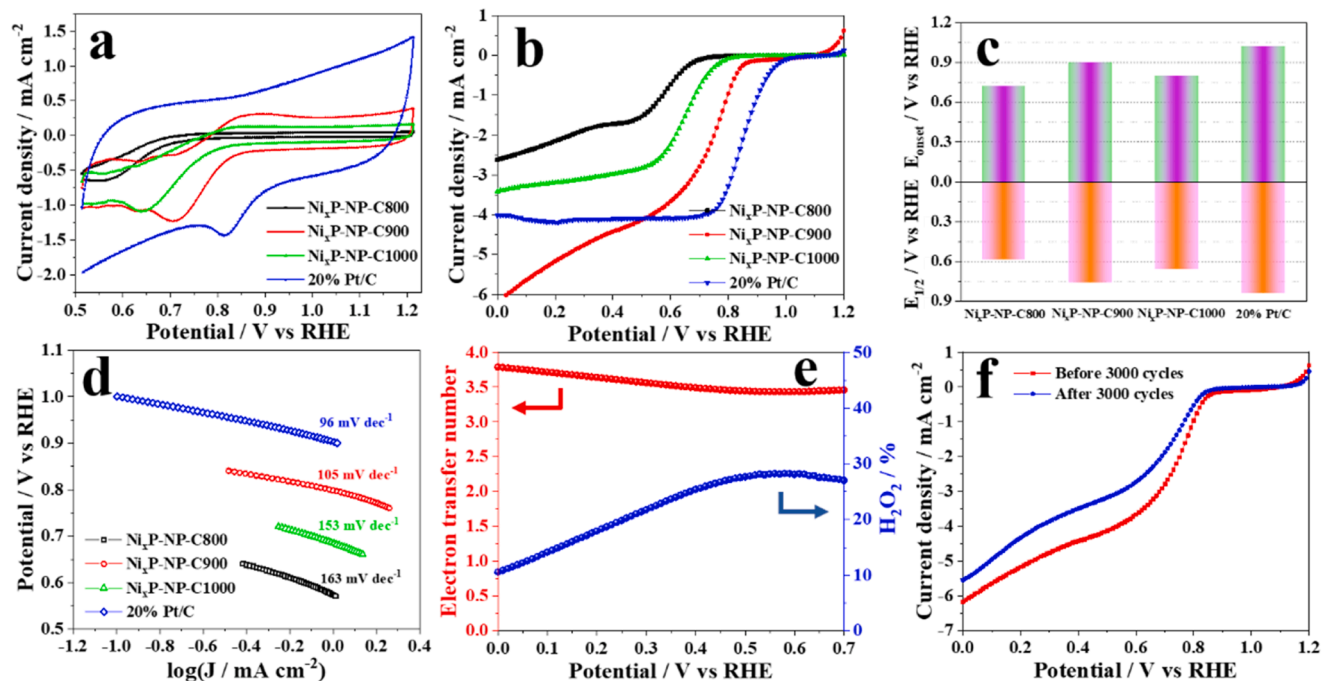 a
Current density / mA cm⁻²
1.5
1.0
0.5
0.0
-0.5
-1.0
-1.5
-2.0
NiₓP-NP-C800
NiₓP-NP-C900
NiₓP-NP-C1000
20% Pt/C
0.5 0.6 0.7 0.8 0.9 1.0 1.1 1.2
Potential / V vs RHE
b
Current density / mA cm⁻²
1
0
-1
-2
-3
-4
-5
-6
NiₓP-NP-C800
NiₓP-NP-C900
NiₓP-NP-C1000
20% Pt/C
0.0 0.2 0.4 0.6 0.8 1.0 1.2
Potential / V vs RHE
c
E₁/₂ / V vs RHE
Eonset / V vs RHE
1.2
0.9
0.6
0.3
0.0
0.3
0.6
0.9
NiₓP-NP-C800 NiₓP-NP-C900 NiₓP-NP-C1000 20% Pt/C
d
Potential / V vs RHE
1.1
1.0
0.9
0.8
0.7
0.6
0.5
96 mV dec⁻¹
105 mV dec⁻¹
153 mV dec⁻¹
163 mV dec⁻¹
NiₓP-NP-C800
NiₓP-NP-C900
NiₓP-NP-C1000
20% Pt/C
-1.2 -1.0 -0.8 -0.6 -0.4 -0.2 0.0 0.2 0.4
log(J / mA cm⁻²)
e
Electron transfer number
4.0
3.5
3.0
2.5
2.0
1.5
1.0
0.5
0.0
50
40
30
20
10
0
H₂O₂ / %
0.0 0.1 0.2 0.3 0.4 0.5 0.6 0.7
Potential / V vs RHE
f
Current density / mA cm⁻²
2
1
0
-1
-2
-3
-4
-5
-6
-7
Before 3000 cycles
After 3000 cycles
0.0 0.2 0.4 0.6 0.8 1.0 1.2
Potential / V vs RHE